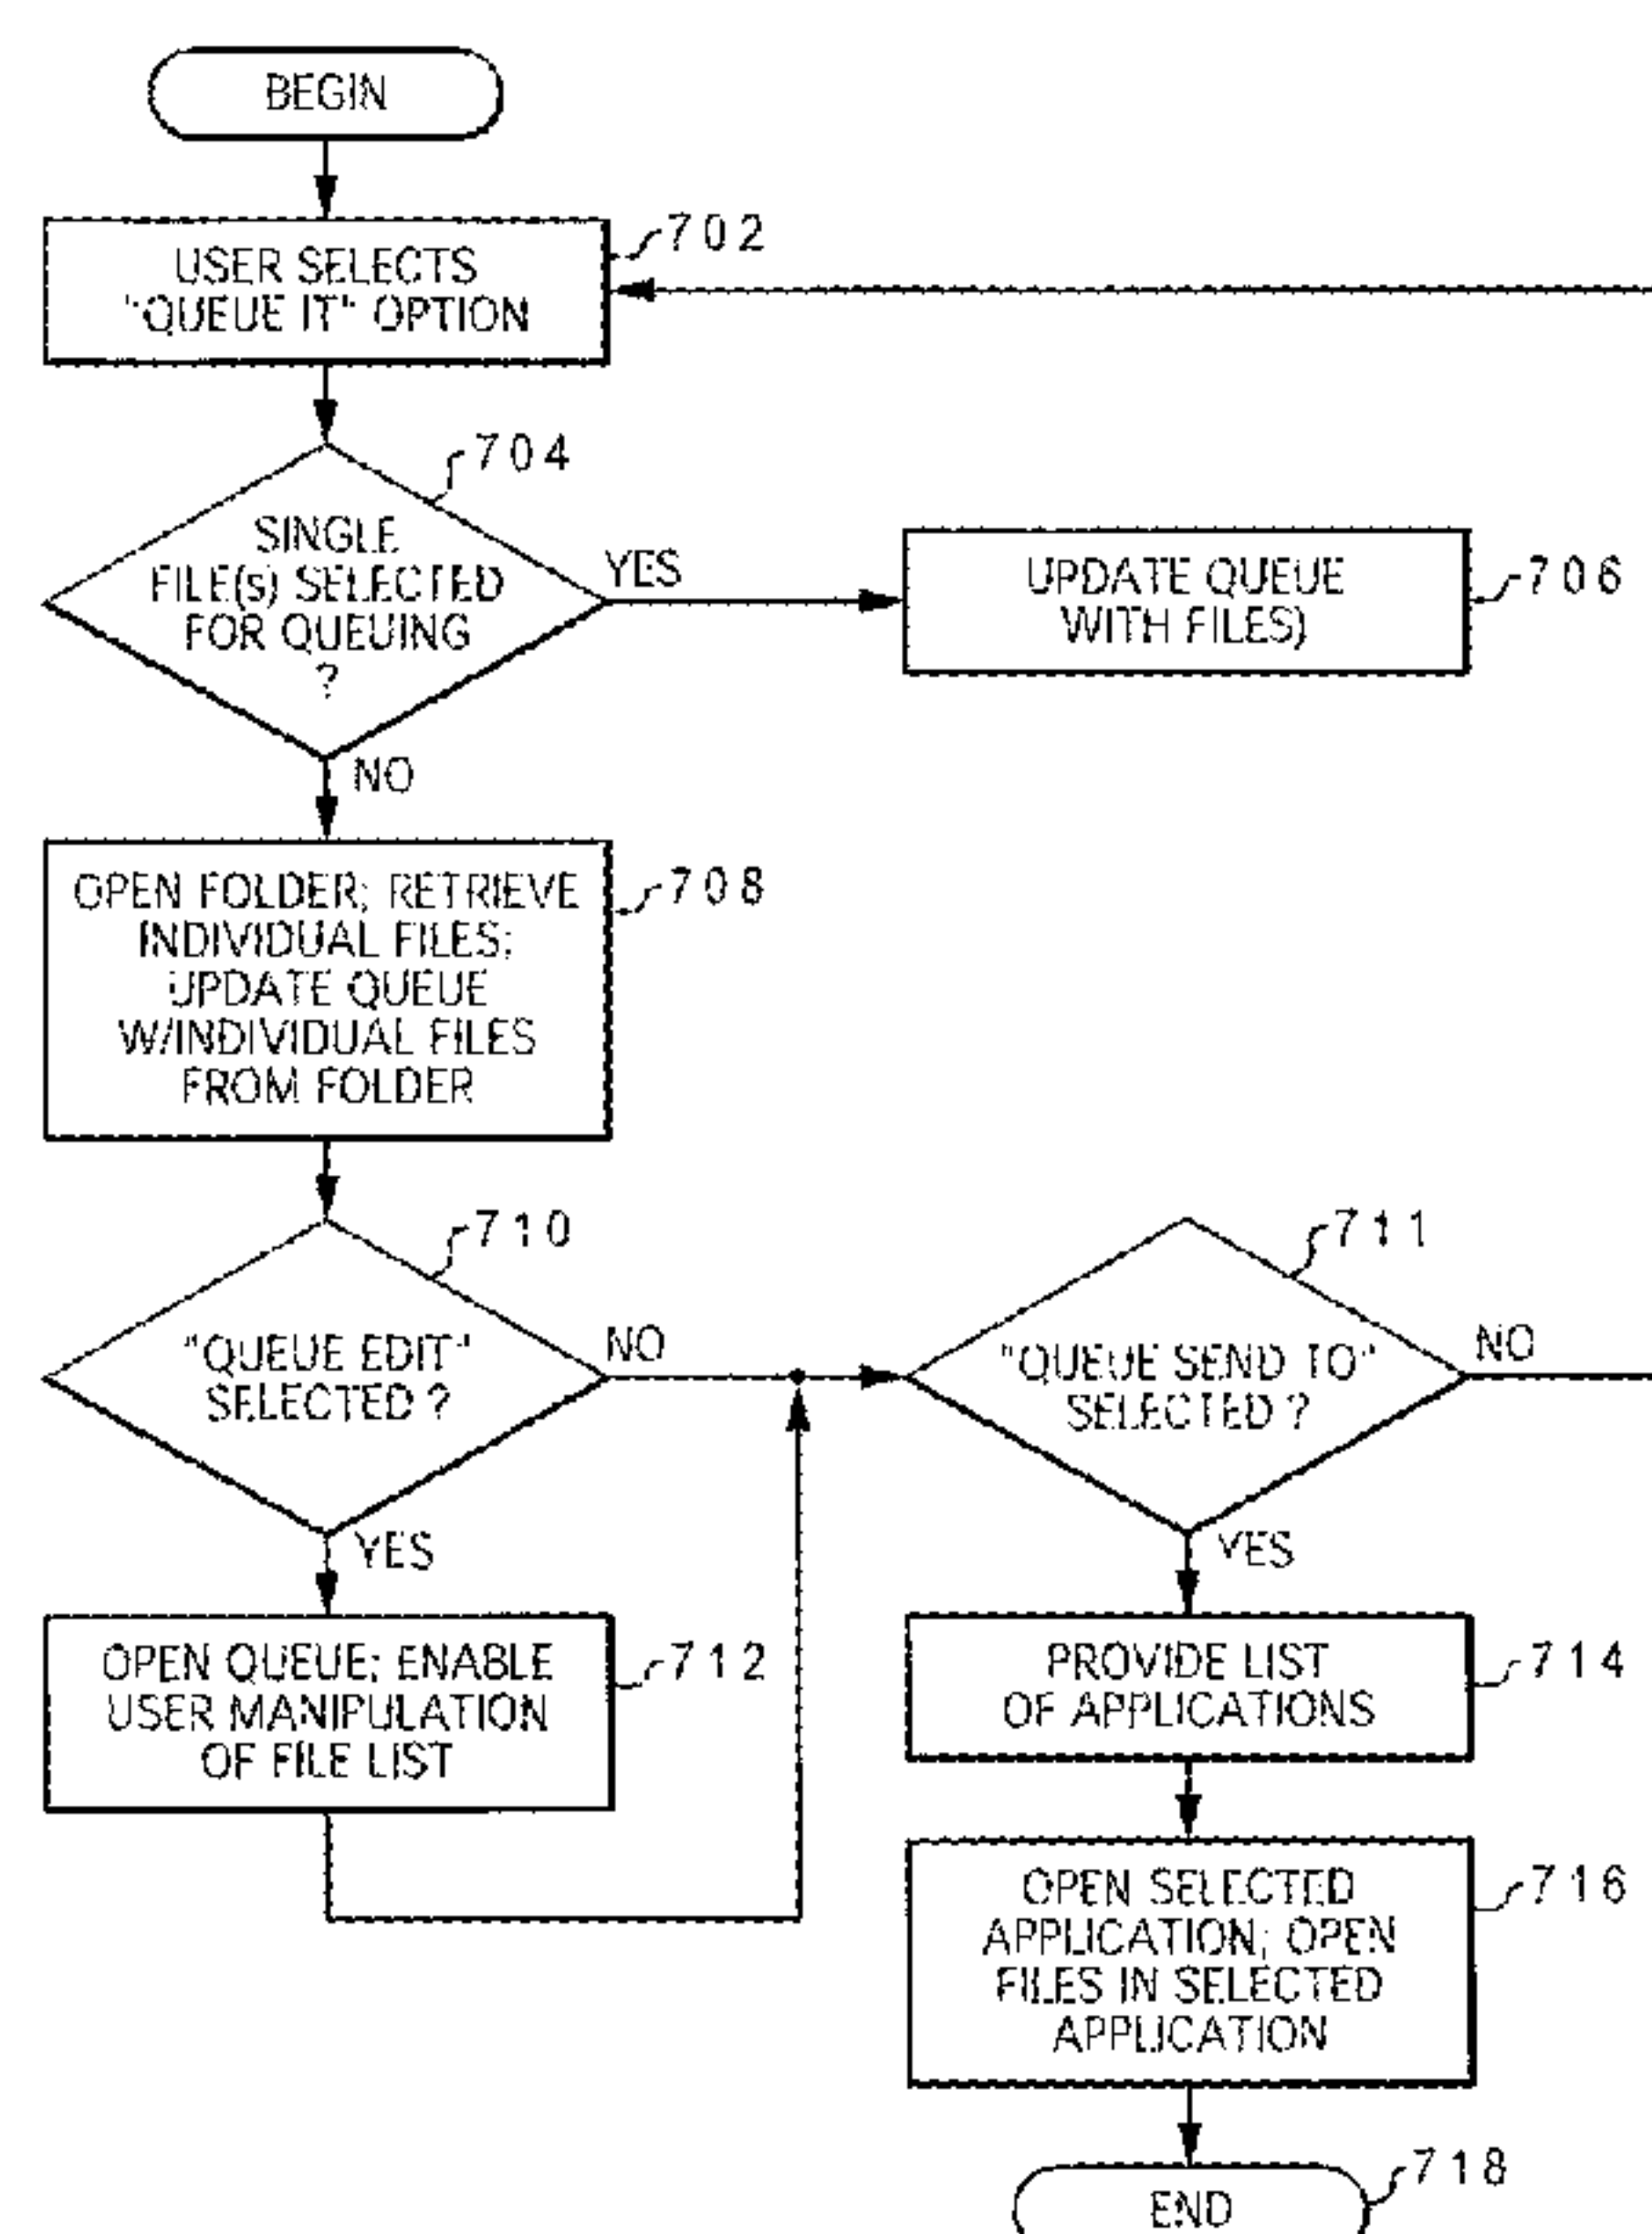 BEGIN
702
USER SELECTS
"QUEUE IT" OPTION
704
SINGLE
FILE(s) SELECTED
FOR QUEUING
?
YES
UPDATE QUEUE
WITH FILES)
706
NO
OPEN FOLDER; RETRIEVE
INDIVIDUAL FILES;
UPDATE QUEUE
W/INDIVIDUAL FILES
FROM FOLDER
708
710
"QUEUE EDIT"
SELECTED ?
NO
711
"QUEUE SEND TO"
SELECTED ?
NO
YES
OPEN QUEUE; ENABLE
USER MANIPULATION
OF FILE LIST
712
YES
PROVIDE LIST
OF APPLICATIONS
714
OPEN SELECTED
APPLICATION; OPEN
FILES IN SELECTED
APPLICATION
716
END
718